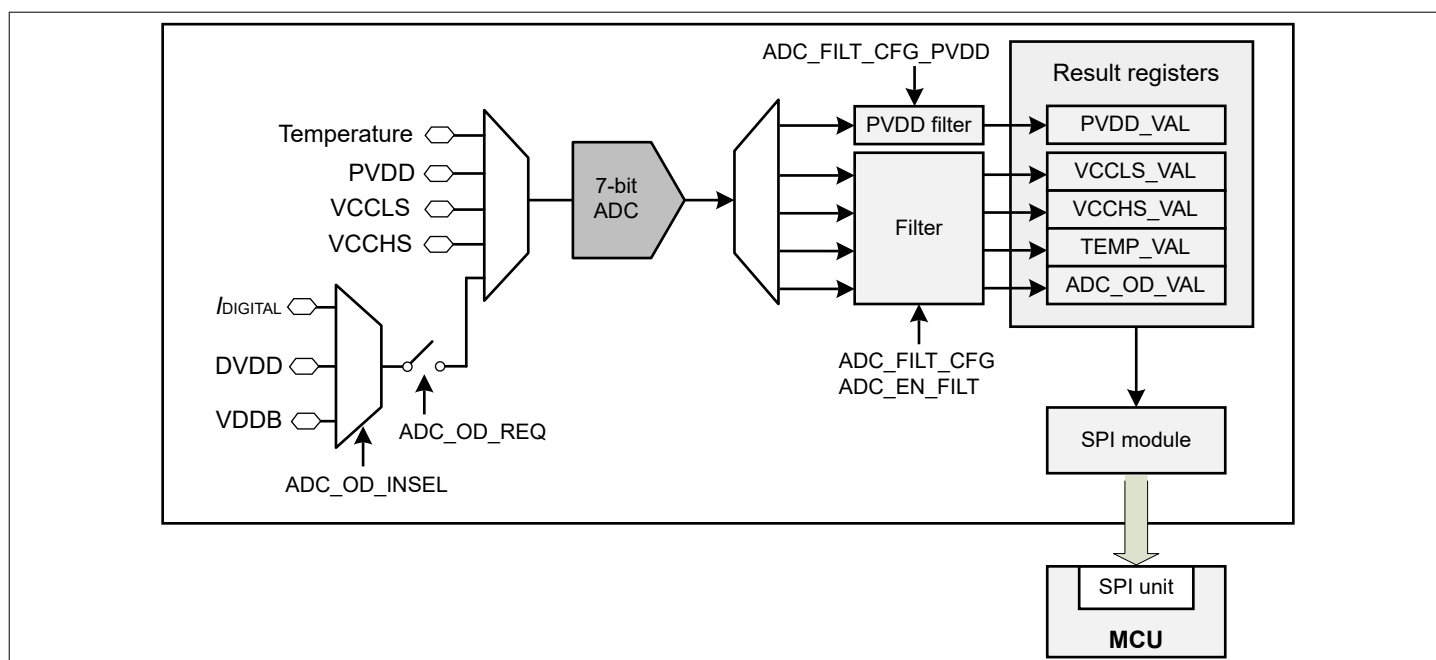 ADC_FILT_CFG_PVDD
Result registers
Temperature
PVDD
VCCLS
VCCHS
7-bit
ADC
PVDD filter
Filter
PVDD_VAL
VCCLS_VAL
VCCHS_VAL
TEMP_VAL
ADC_OD_VAL
IDIGITAL
DVDD
VDDB
ADC_OD_REQ
ADC_OD_INSEL
ADC_FILT_CFG
ADC_EN_FILT
SPI module
SPI unit
MCU